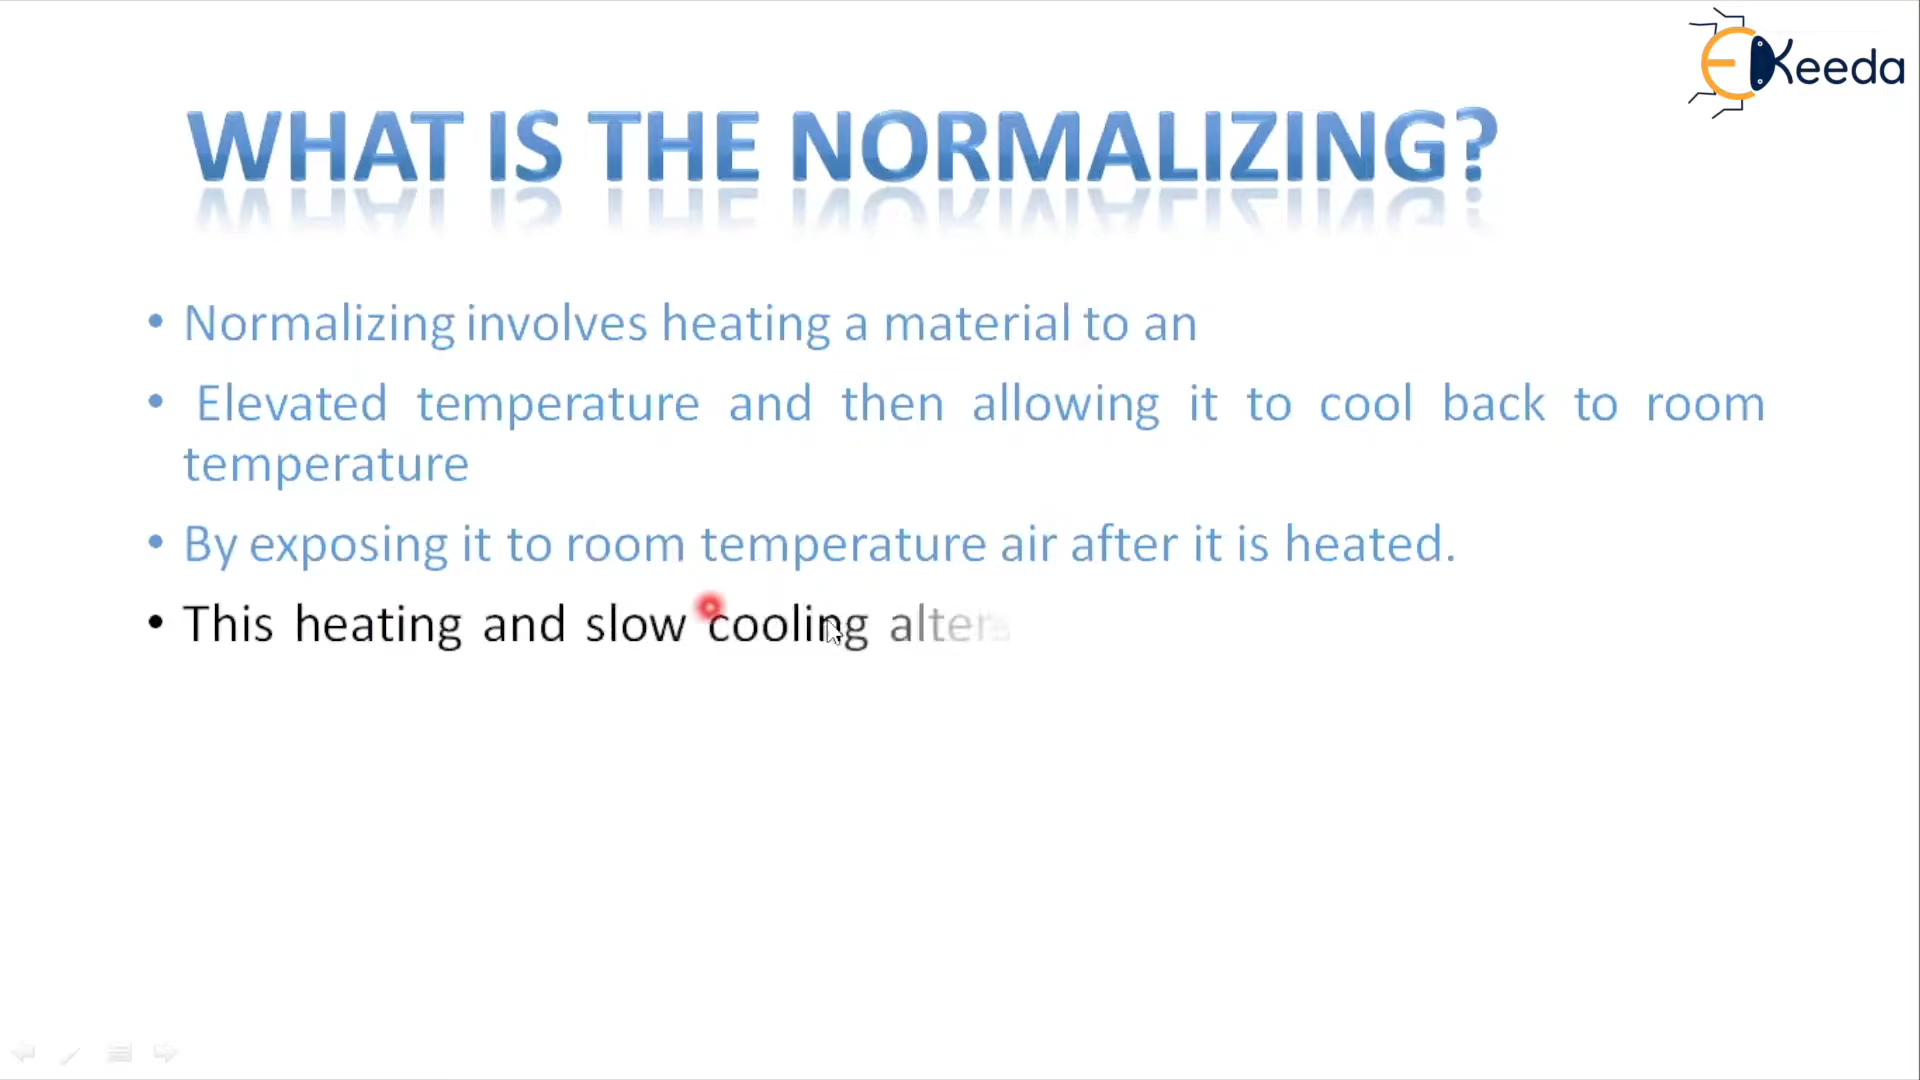 EKeeda
WHAT IS THE NORMALIZING?
• Normalizing involves heating a material to an
• Elevated temperature and then allowing it to cool back to room
temperature
• By exposing it to room temperature air after it is heated.
• This heating and slow cooling alters